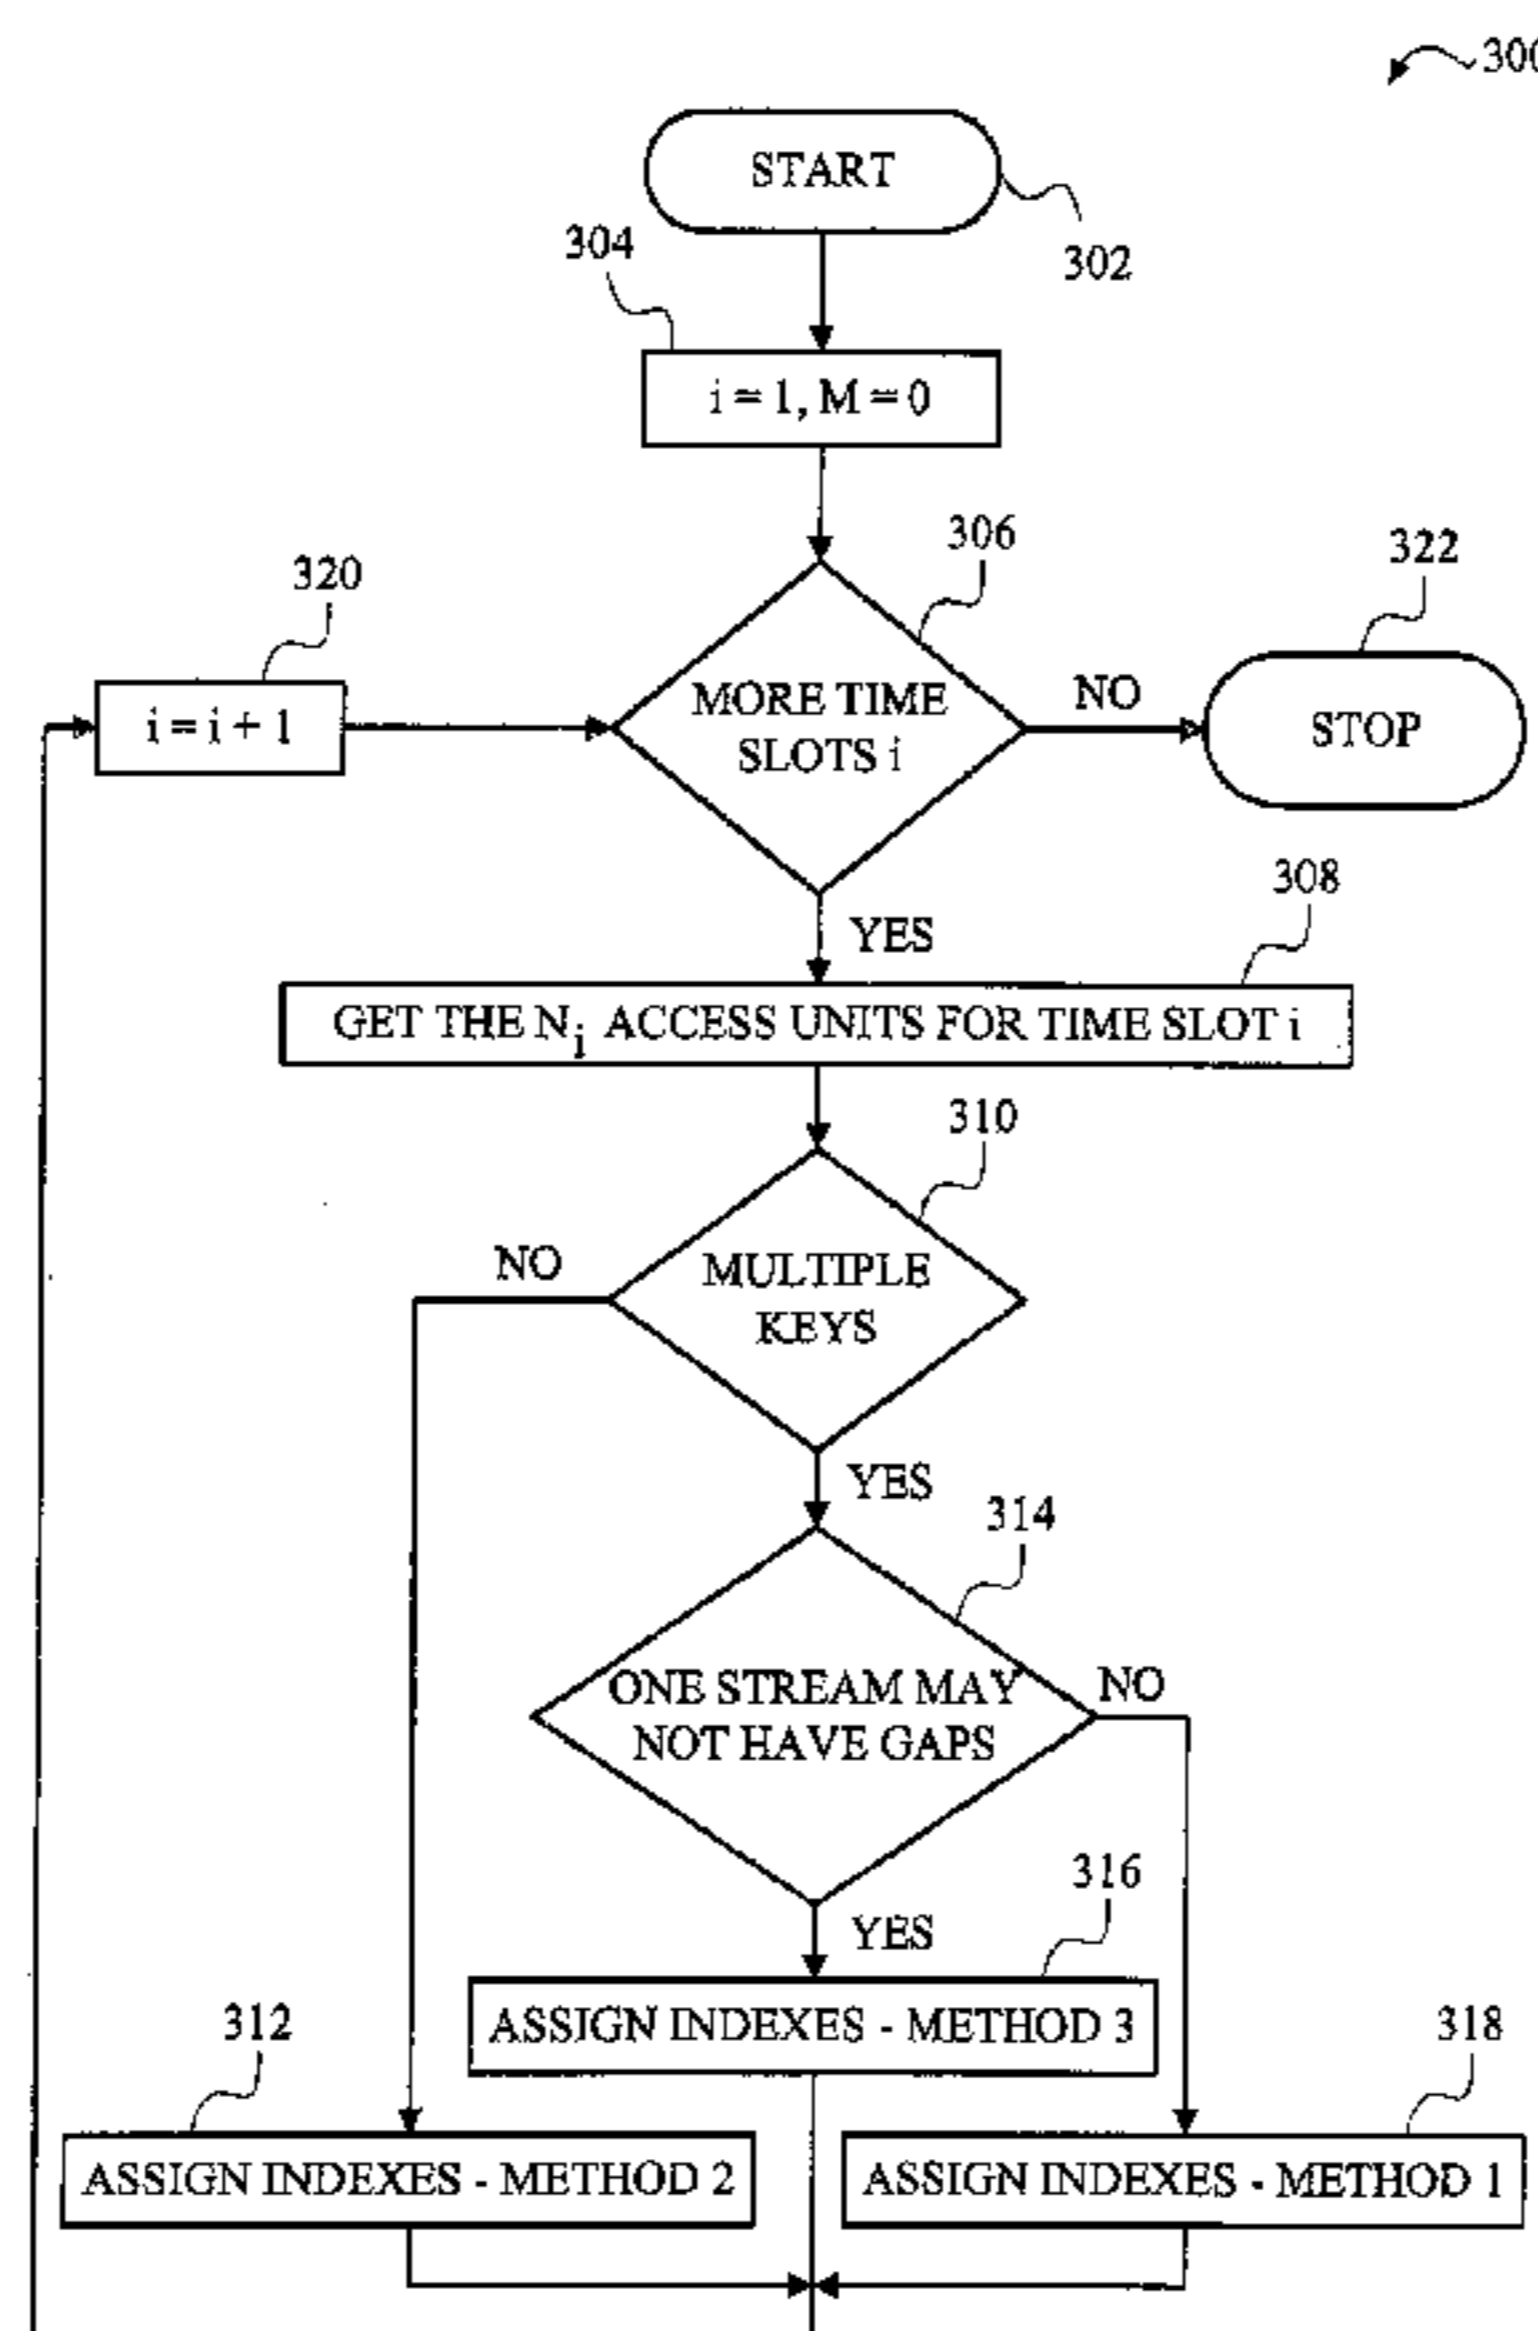 300
START
302
304
i = 1, M = 0
306
322
320
i = i + 1
MORE TIME
SLOTS i
NO
STOP
308
YES
GET THE Ni ACCESS UNITS FOR TIME SLOT i
310
NO
MULTIPLE
KEYS
YES
314
ONE STREAM MAY
NOT HAVE GAPS
NO
316
YES
ASSIGN INDEXES - METHOD 3
312
318
ASSIGN INDEXES - METHOD 2
ASSIGN INDEXES - METHOD 1